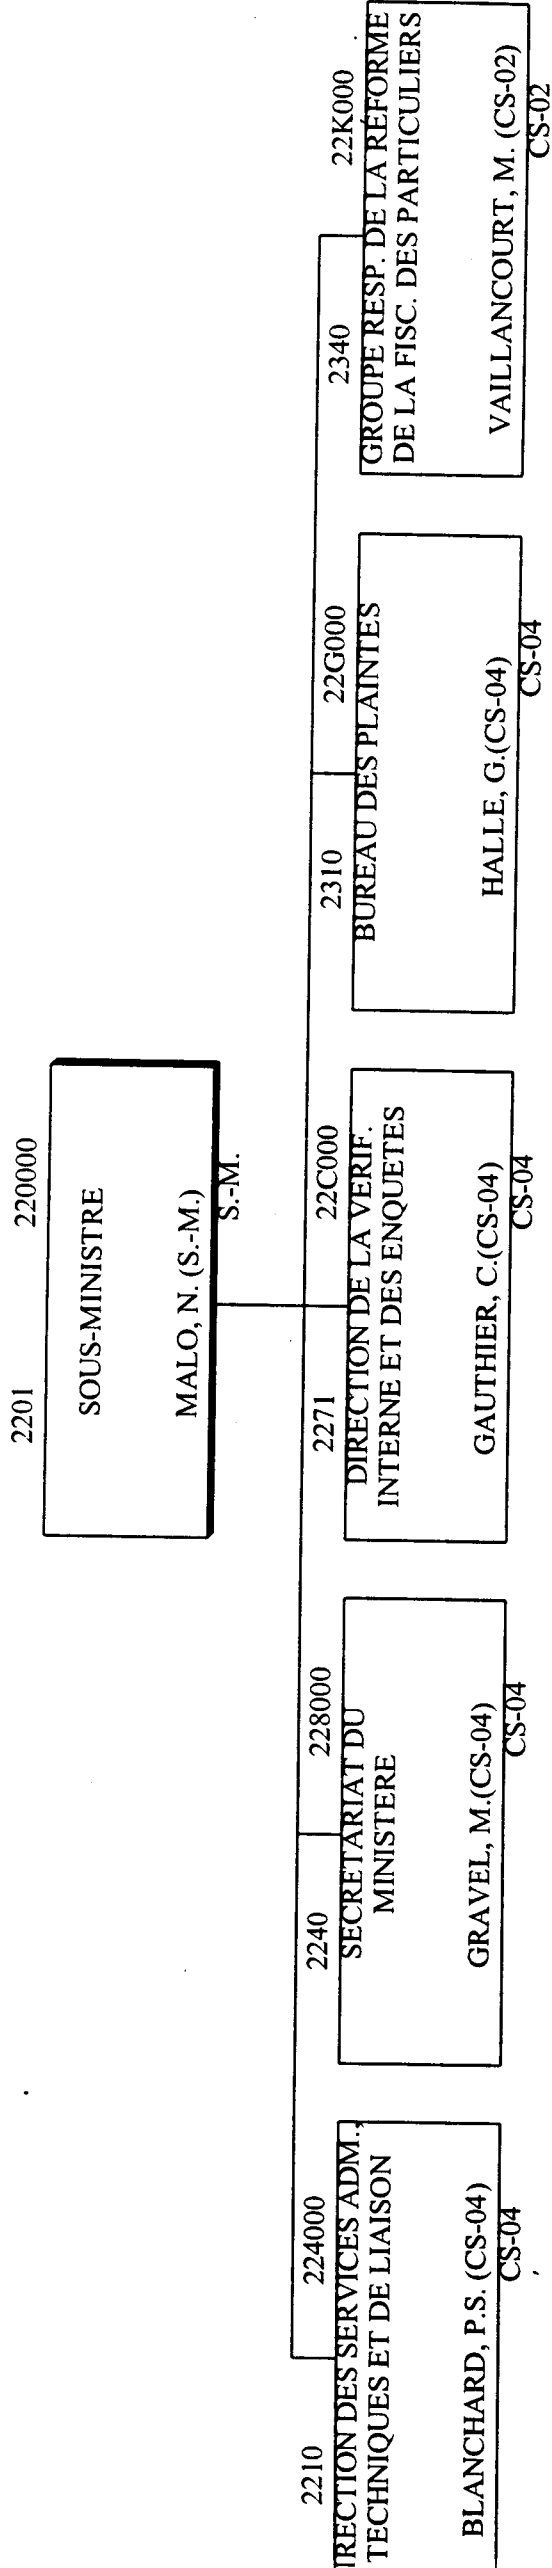 2201 220000
SOUS-MINISTRE
MALO, N. (S.-M.)
S.-M.
2210 224000
IRECTION DES SERVICES ADM.,
TECHNIQUES ET DE LIAISON
BLANCHARD, P.S. (CS-04)
CS-04
2240 228000
SECRETARIAT DU
MINISTERE
GRAVEL, M.(CS-04)
CS-04
2271 22C000
DIRECTION DE LA VERIF.
INTERNE ET DES ENQUETES
GAUTHIER, C.(CS-04)
CS-04
2310 22G000
BUREAU DES PLAINTES
HALLE, G.(CS-04)
CS-04
2340 22K000
GROUPE RESP. DE LA RÉFORME
DE LA FISC. DES PARTICULIERS
VAILLANCOURT, M. (CS-02)
CS-02